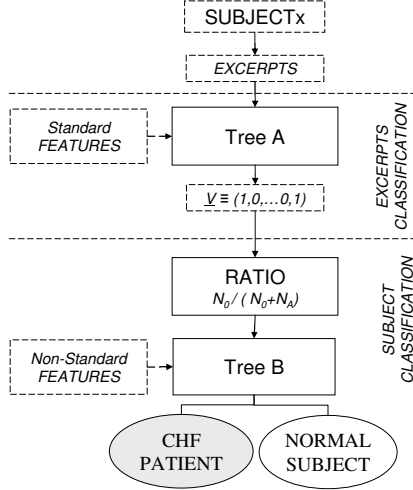 SUBJECTx
EXCERPTS
Standard
FEATURES
Tree A
V ≡ (1,0,...0,1)
EXCERPTS
CLASSIFICATION
RATIO
N₀ / ( N₀+N_A)
Non-Standard
FEATURES
Tree B
SUBJECT
CLASSIFICATION
CHF
PATIENT
NORMAL
SUBJECT